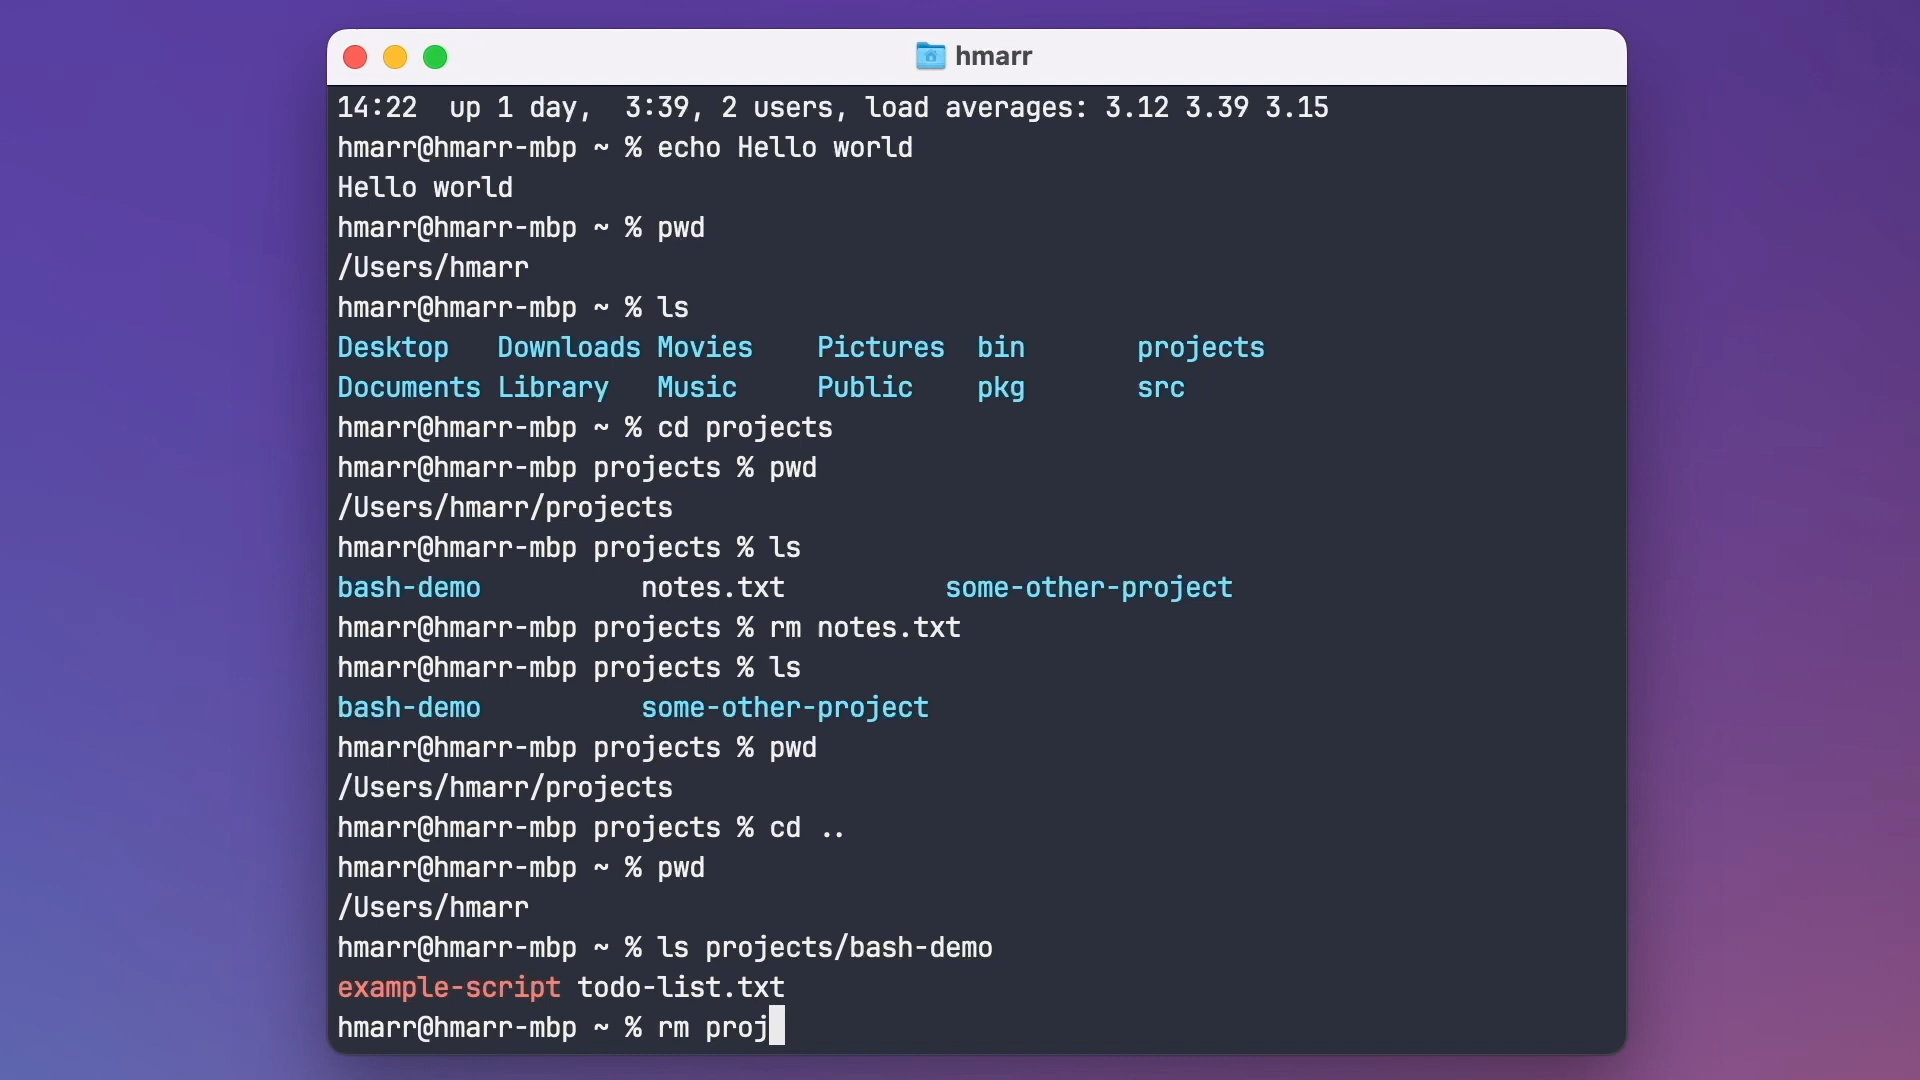 hmarr
14:22  up 1 day,  3:39, 2 users, load averages: 3.12 3.39 3.15
hmarr@hmarr-mbp ~ % echo Hello world
Hello world
hmarr@hmarr-mbp ~ % pwd
/Users/hmarr
hmarr@hmarr-mbp ~ % ls
Desktop   Downloads Movies    Pictures  bin       projects
Documents Library   Music     Public    pkg       src
hmarr@hmarr-mbp ~ % cd projects
hmarr@hmarr-mbp projects % pwd
/Users/hmarr/projects
hmarr@hmarr-mbp projects % ls
bash-demo          notes.txt          some-other-project
hmarr@hmarr-mbp projects % rm notes.txt
hmarr@hmarr-mbp projects % ls
bash-demo          some-other-project
hmarr@hmarr-mbp projects % pwd
/Users/hmarr/projects
hmarr@hmarr-mbp projects % cd ..
hmarr@hmarr-mbp ~ % pwd
/Users/hmarr
hmarr@hmarr-mbp ~ % ls projects/bash-demo
example-script todo-list.txt
hmarr@hmarr-mbp ~ % rm proj